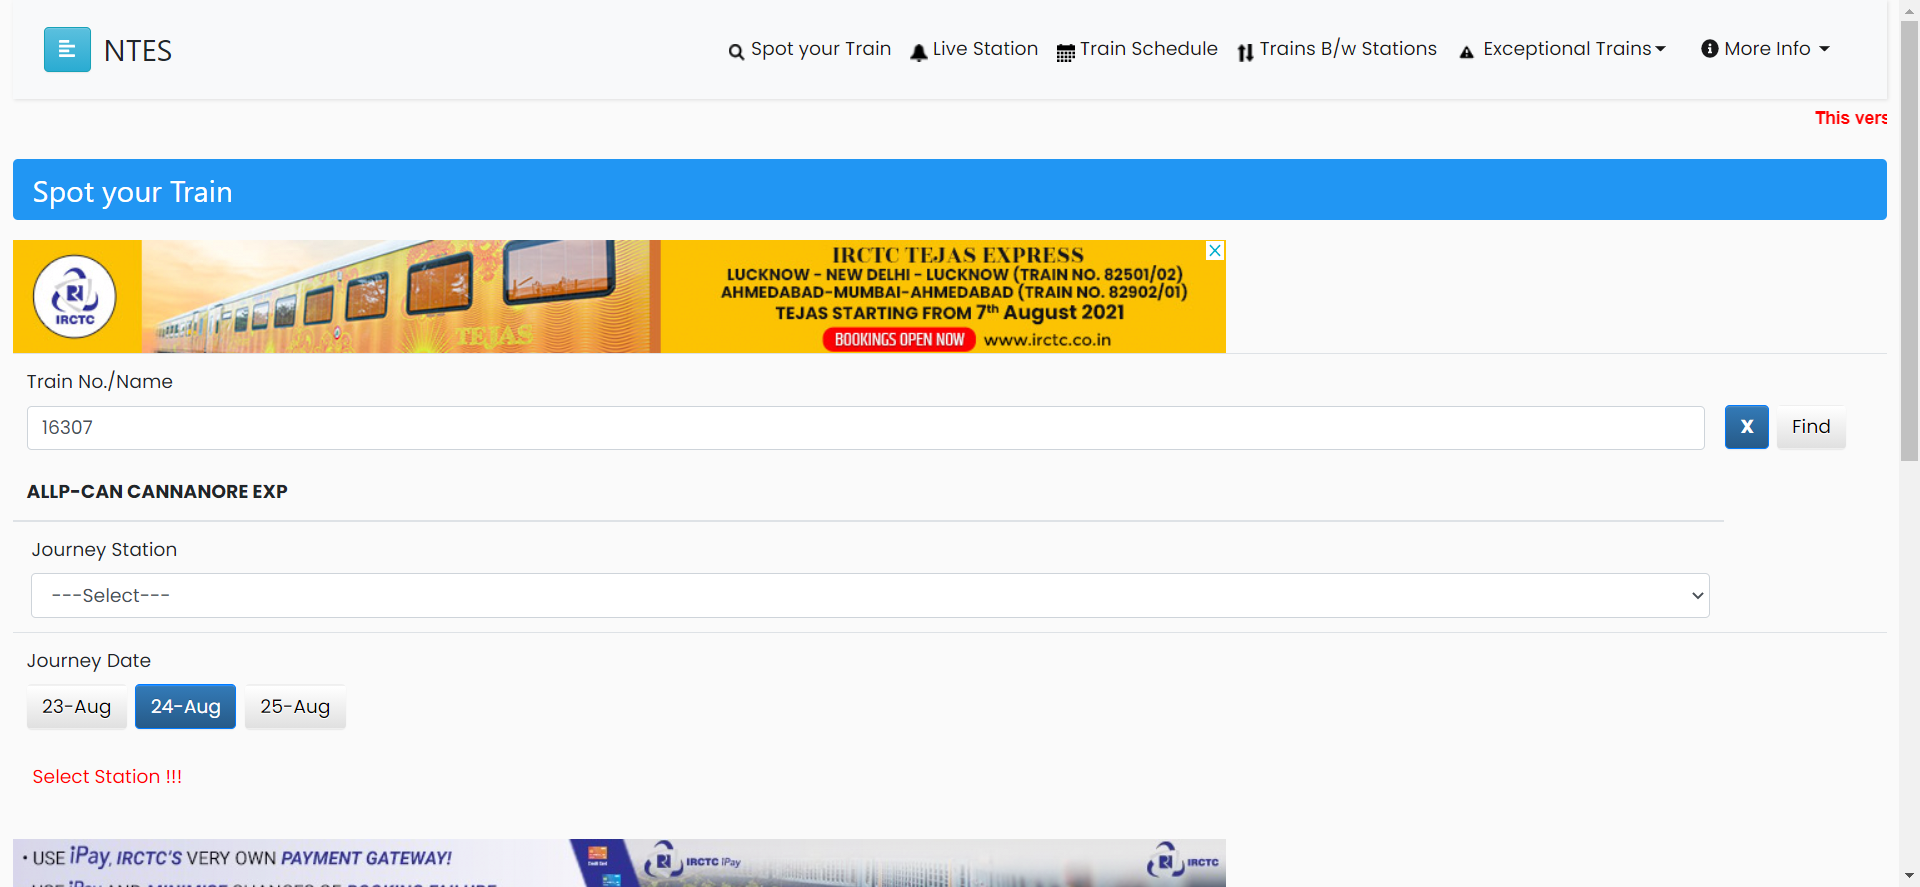 NTES
Spot your Train
Live Station
Train Schedule
Trains B/w Stations
Exceptional Trains
More Info
This vers
Spot your Train
IRCTC
TEJAS
IRCTC TEJAS EXPRESS
LUCKNOW - NEW DELHI - LUCKNOW (TRAIN NO. 82501/02)
AHMEDABAD-MUMBAI-AHMEDABAD (TRAIN NO. 82902/01)
TEJAS STARTING FROM 7th August 2021
BOOKINGS OPEN NOW www.irctc.co.in
Train No./Name
16307
X
Find
ALLP-CAN CANNANORE EXP
Journey Station
---Select---
Journey Date
23-Aug
24-Aug
25-Aug
Select Station !!!
• USE iPay, IRCTC'S VERY OWN PAYMENT GATEWAY!
IRCTC iPay
IRCTC